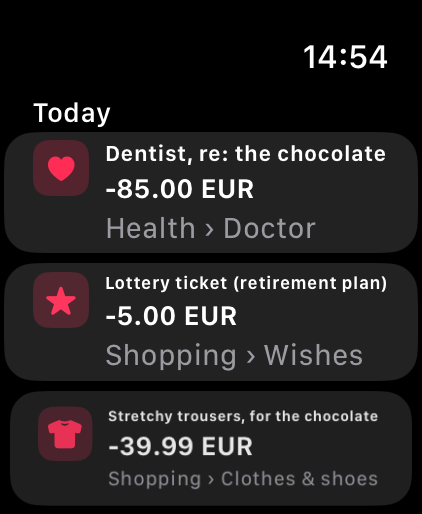 14:54
Today
Dentist, re: the chocolate
-85.00 EUR
Health › Doctor
Lottery ticket (retirement plan)
-5.00 EUR
Shopping › Wishes
Stretchy trousers, for the chocolate
-39.99 EUR
Shopping › Clothes & shoes